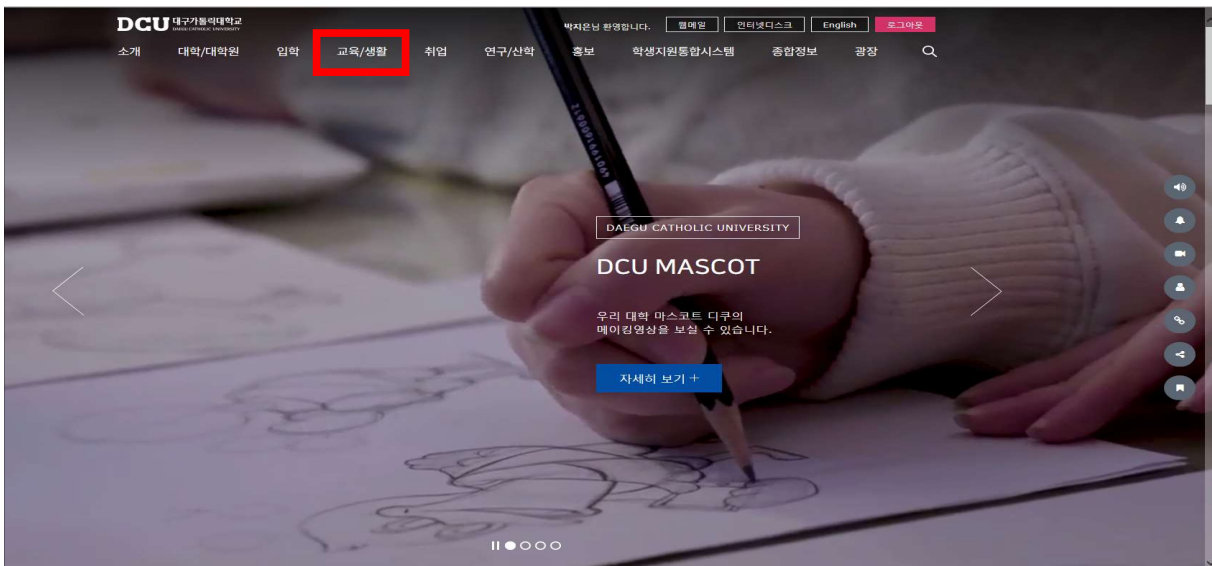 DCU 대구가톨릭대학교
DAEGU CATHOLIC UNIVERSITY
박지은님 환영합니다. 웹메일 인터넷디스크 English 로그아웃
소개 대학/대학원 입학 교육/생활 취업 연구/산학 홍보 학생지원통합시스템 종합정보 광장
DAEGU CATHOLIC UNIVERSITY
DCU MASCOT
우리 대학 마스코트 디쿠의
메이킹영상을 보실 수 있습니다.
자세히 보기 +